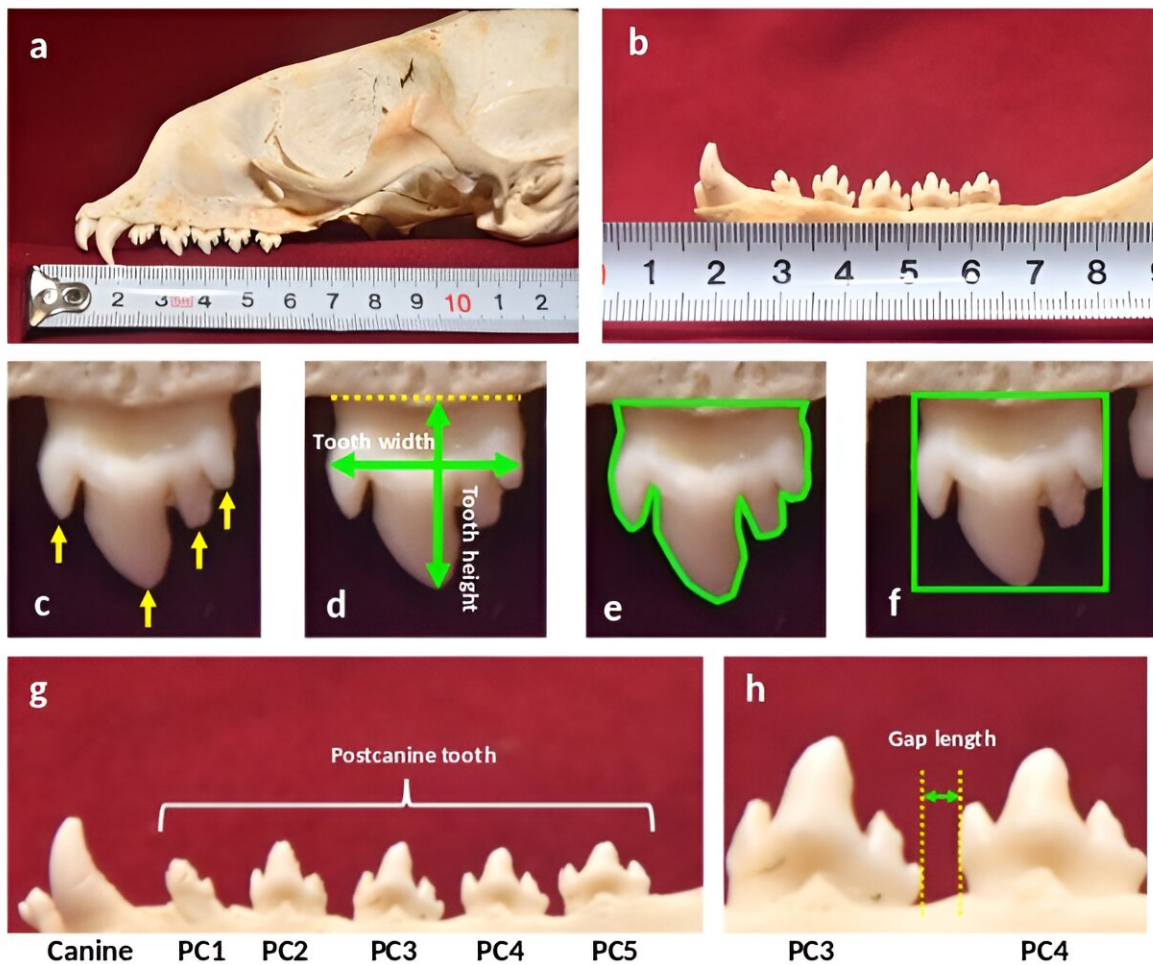 a
b
2 3 4 5 6 7 8 9 10 1 2
1 2 3 4 5 6 7 8
Tooth width
Tooth height
c
d
e
f
g
h
Postcanine tooth
Gap length
Canine PC1 PC2 PC3 PC4 PC5
PC3 PC4